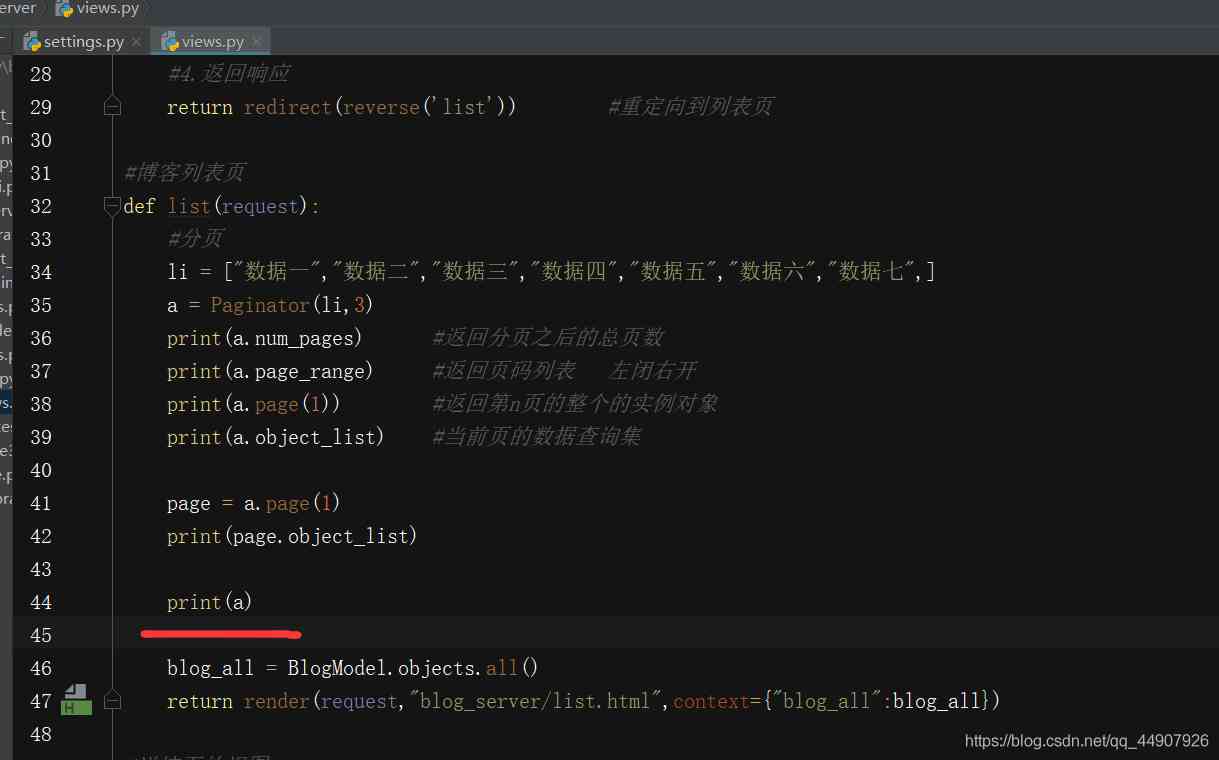 erver views.py
settings.py × views.py ×
28 #4.返回响应
29 return redirect(reverse('list')) #重定向到列表页
30
31 #博客列表页
32 def list(request):
33 #分页
34 li = ["数据一","数据二","数据三","数据四","数据五","数据六","数据七",]
35 a = Paginator(li,3)
36 print(a.num_pages) #返回分页之后的总页数
37 print(a.page_range) #返回页码列表 左闭右开
38 print(a.page(1)) #返回第n页的整个的实例对象
39 print(a.object_list) #当前页的数据查询集
40
41 page = a.page(1)
42 print(page.object_list)
43
44 print(a)
45
46 blog_all = BlogModel.objects.all()
47 return render(request,"blog_server/list.html",context={"blog_all":blog_all})
48
https://blog.csdn.net/qq_44907926